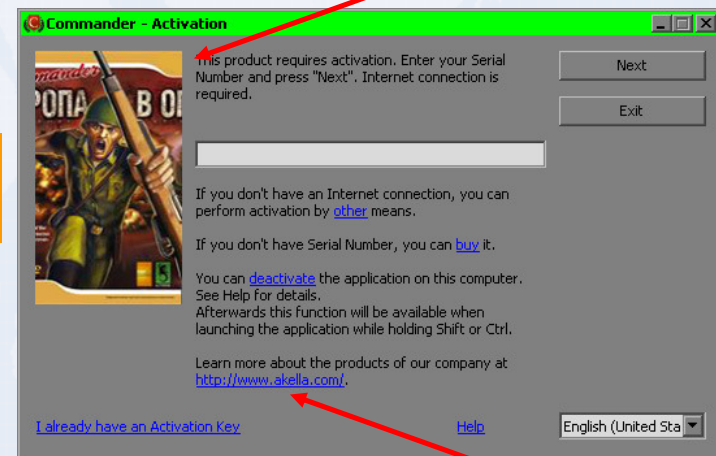 Commander - Activation
mmander
ОПА В О
This product requires activation. Enter your Serial
Number and press "Next". Internet connection is
required.
Next
Exit
If you don't have an Internet connection, you can
perform activation by other means.
If you don't have Serial Number, you can buy it.
You can deactivate the application on this computer.
See Help for details.
Afterwards this function will be available when
launching the application while holding Shift or Ctrl.
Learn more about the products of our company at
http://www.akella.com/.
I already have an Activation Key
Help
English (United Sta